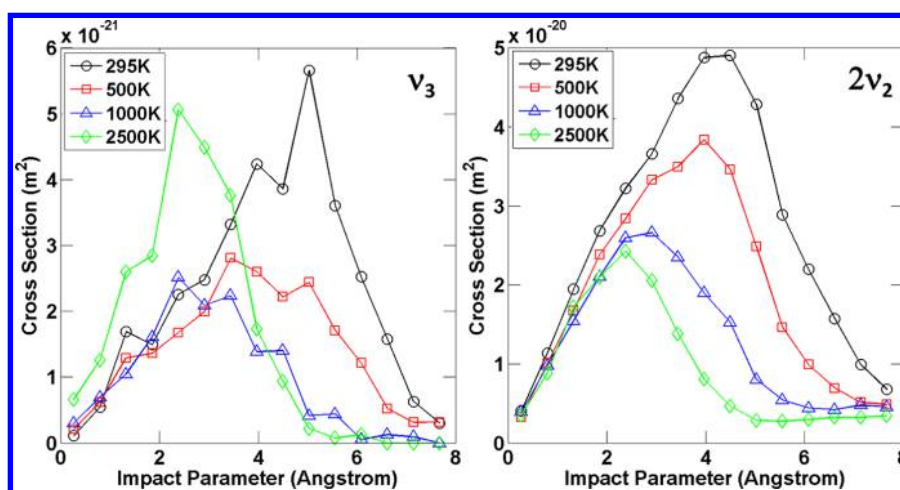 x 10⁻²¹
6
5
4
3
2
1
0
Cross Section (m²)
295K
500K
1000K
2500K
ν₃
0 2 4 6 8
Impact Parameter (Angstrom)
x 10⁻²⁰
5
4
3
2
1
0
Cross Section (m²)
295K
500K
1000K
2500K
2ν₂
0 2 4 6 8
Impact Parameter (Angstrom)